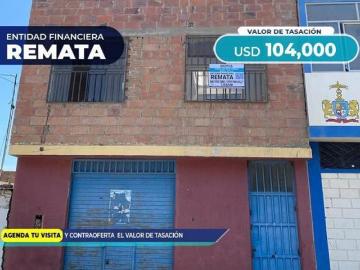 ENTIDAD FINANCIERA
REMATA
VALOR DE TASACIÓN
USD 104,000
REMATA
AGENDA TU VISITA Y CONTRAOFERTA EL VALOR DE TASACIÓN